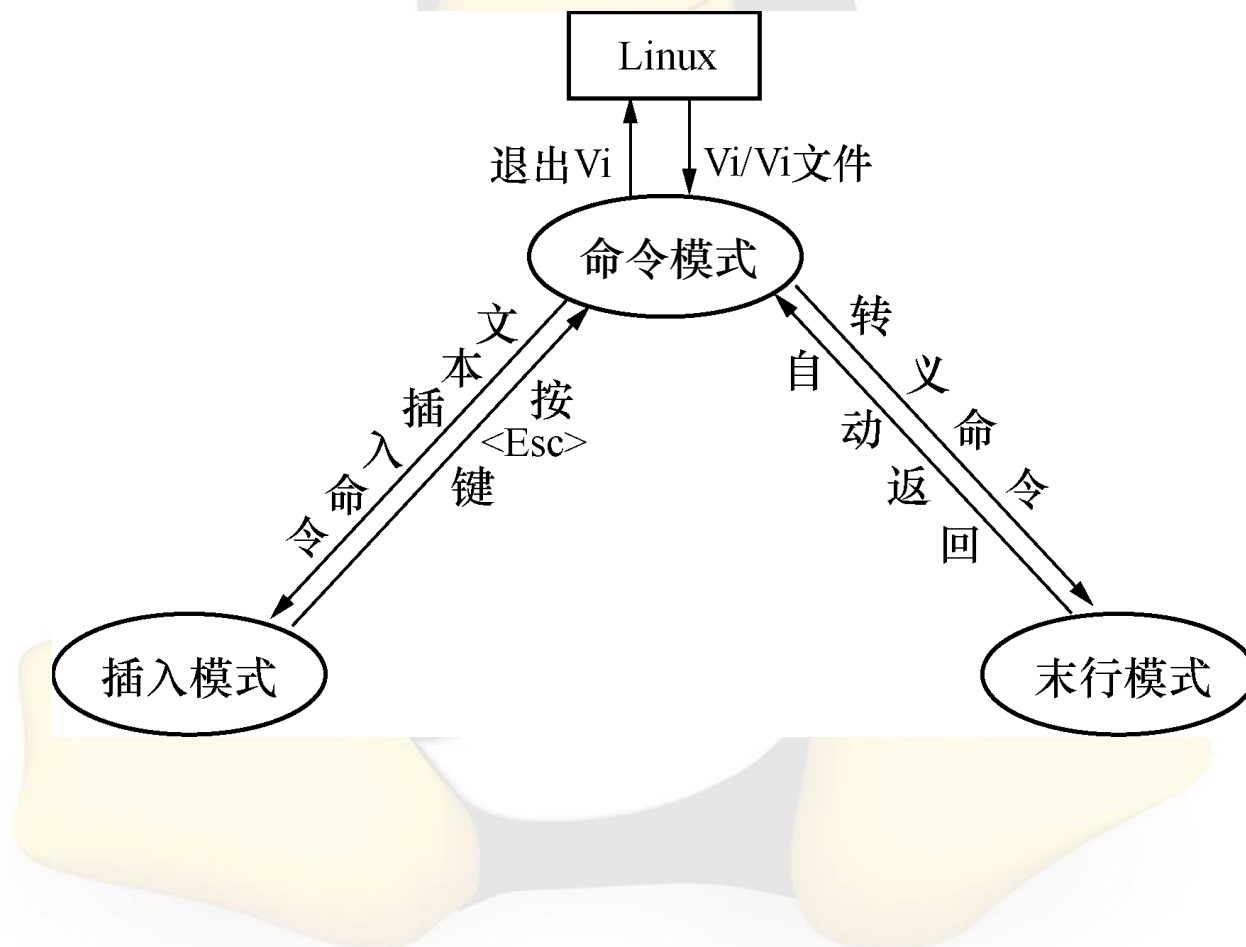 Linux
退出Vi
Vi/Vi文件
命令模式
文本插入命令
按
<Esc>
键
转义命令
自动返回
插入模式
末行模式